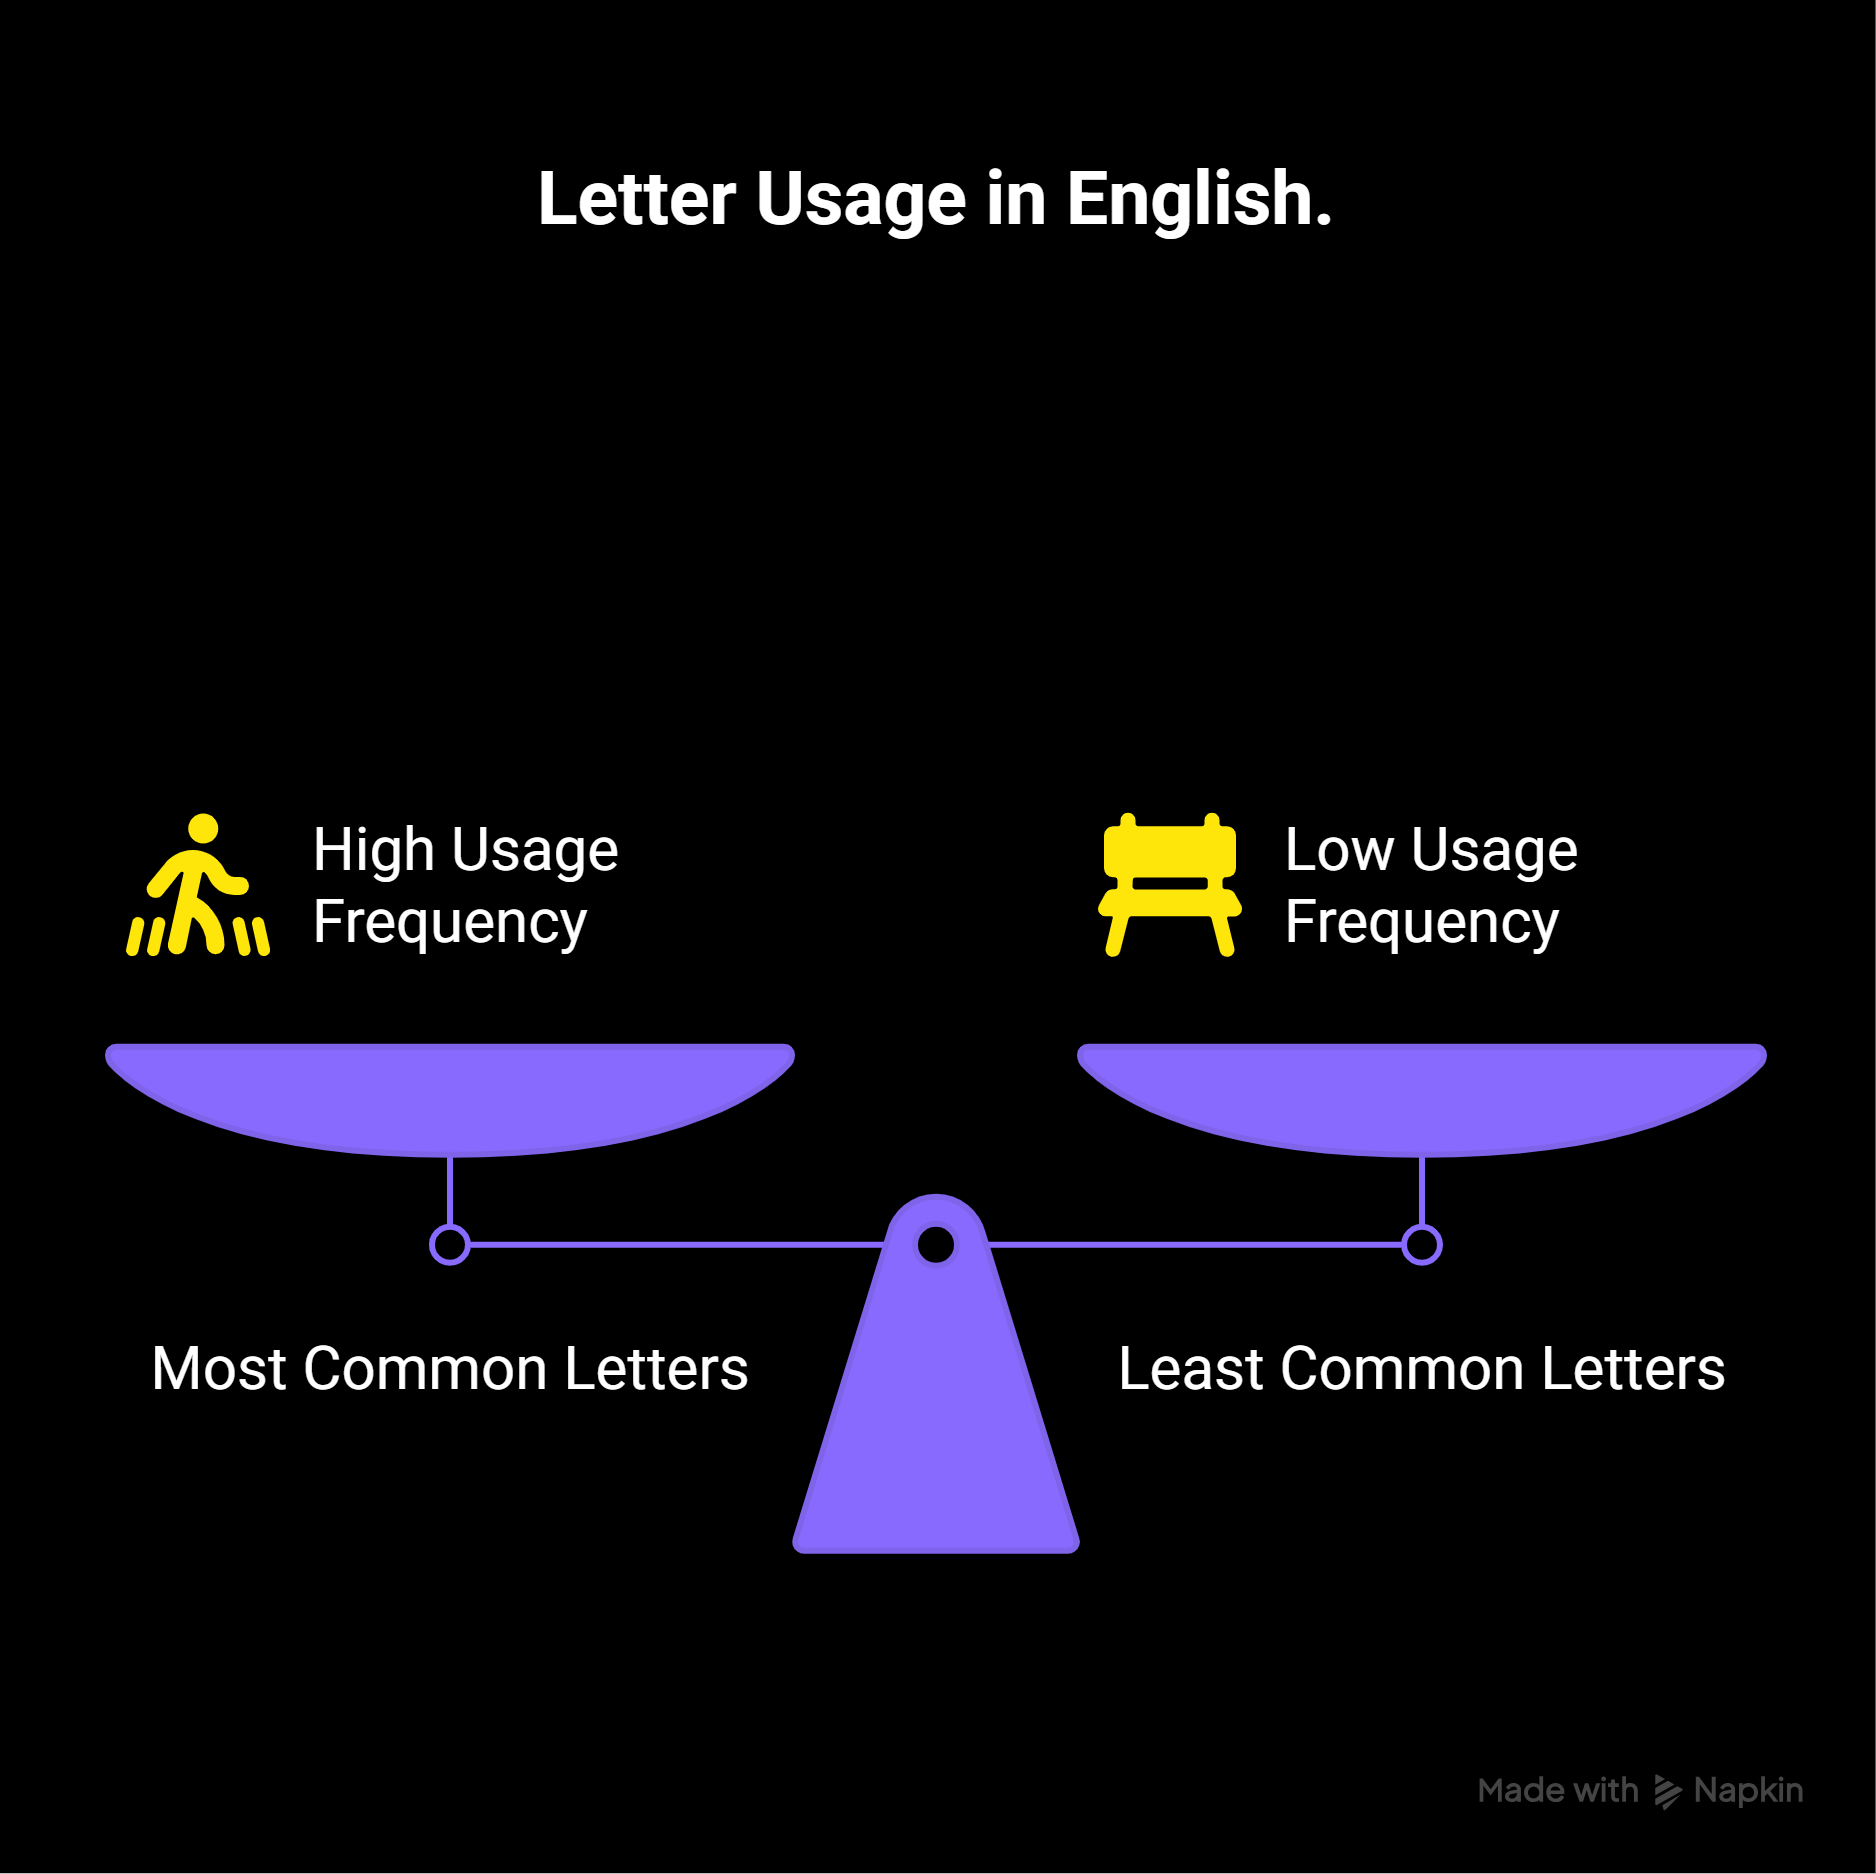 Letter Usage in English.
High Usage
Frequency
Low Usage
Frequency
Most Common Letters
Least Common Letters
Made with Napkin